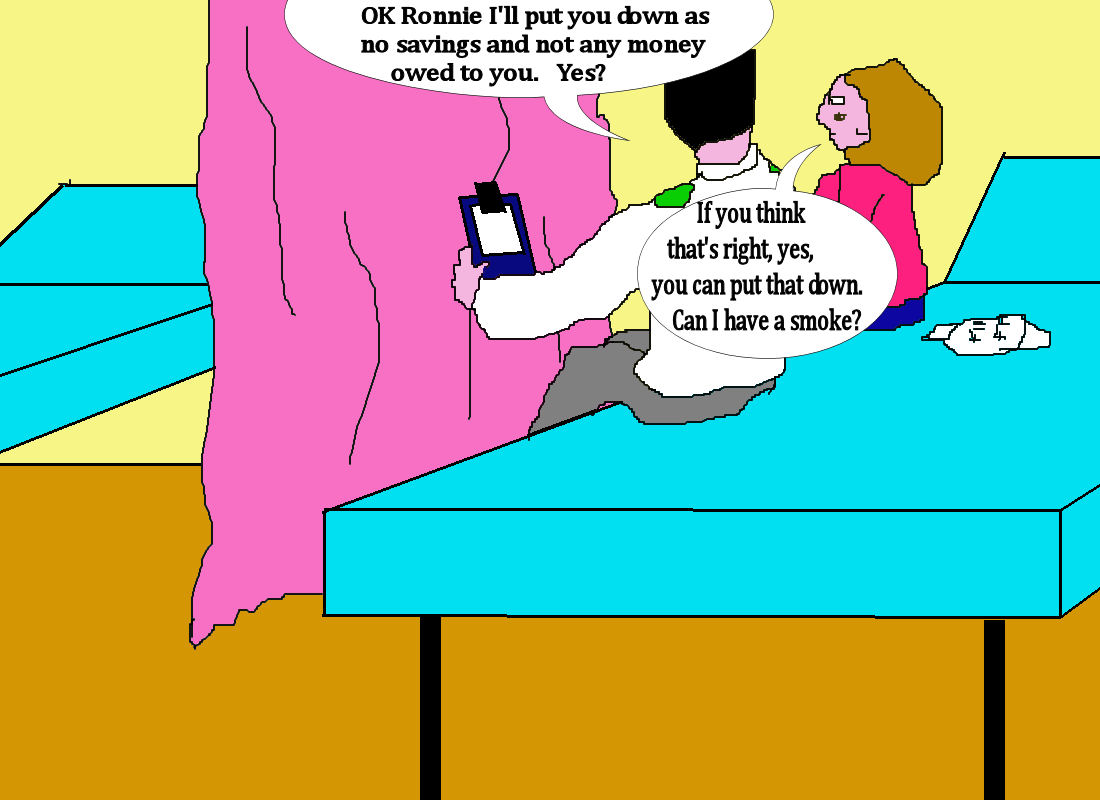 OK Ronnie I'll put you down as
no savings and not any money
owed to you. Yes?
If you think
that's right, yes,
you can put that down.
Can I have a smoke?